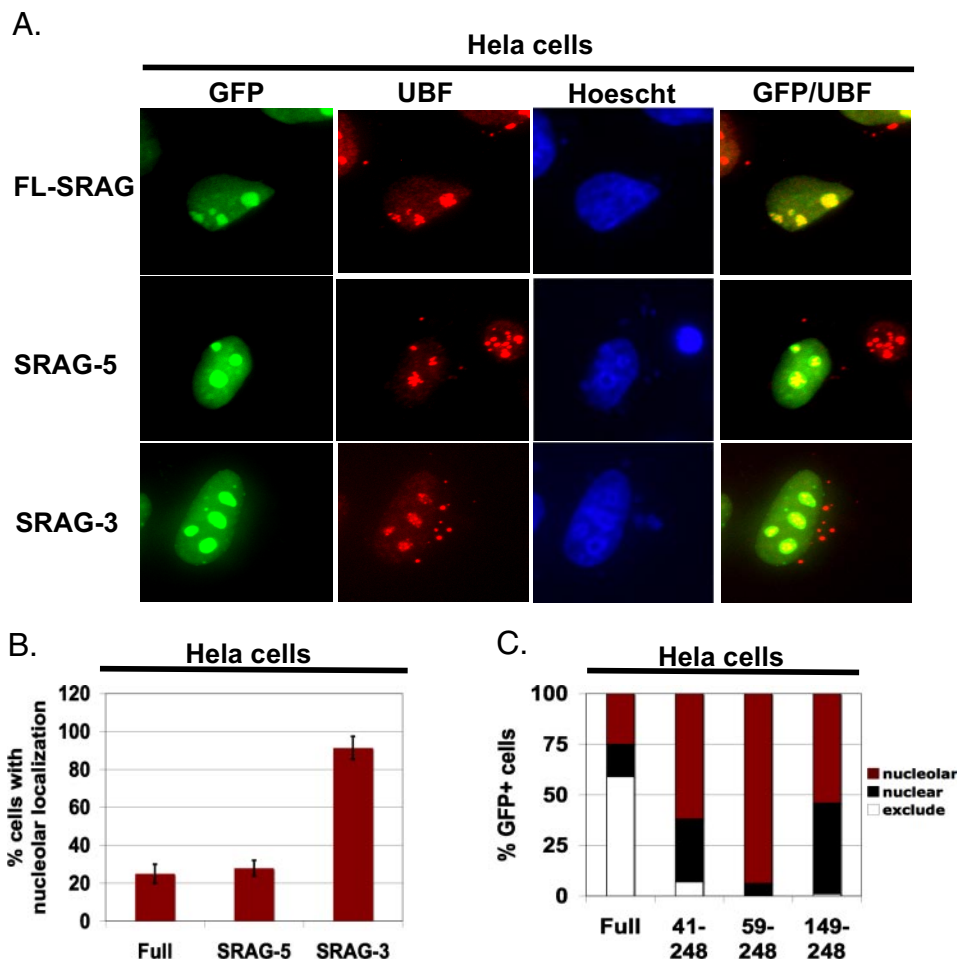 A.
Hela cells
GFP UBF Hoescht GFP/UBF
FL-SRAG
SRAG-5
SRAG-3
B.
Hela cells
% cells with
nucleolar localization
120
100
80
60
40
20
0
Full SRAG-5 SRAG-3
C.
Hela cells
% GFP+ cells
100
75
50
25
0
Full 41- 59- 149-
248 248 248
nucleolar
nuclear
exclude